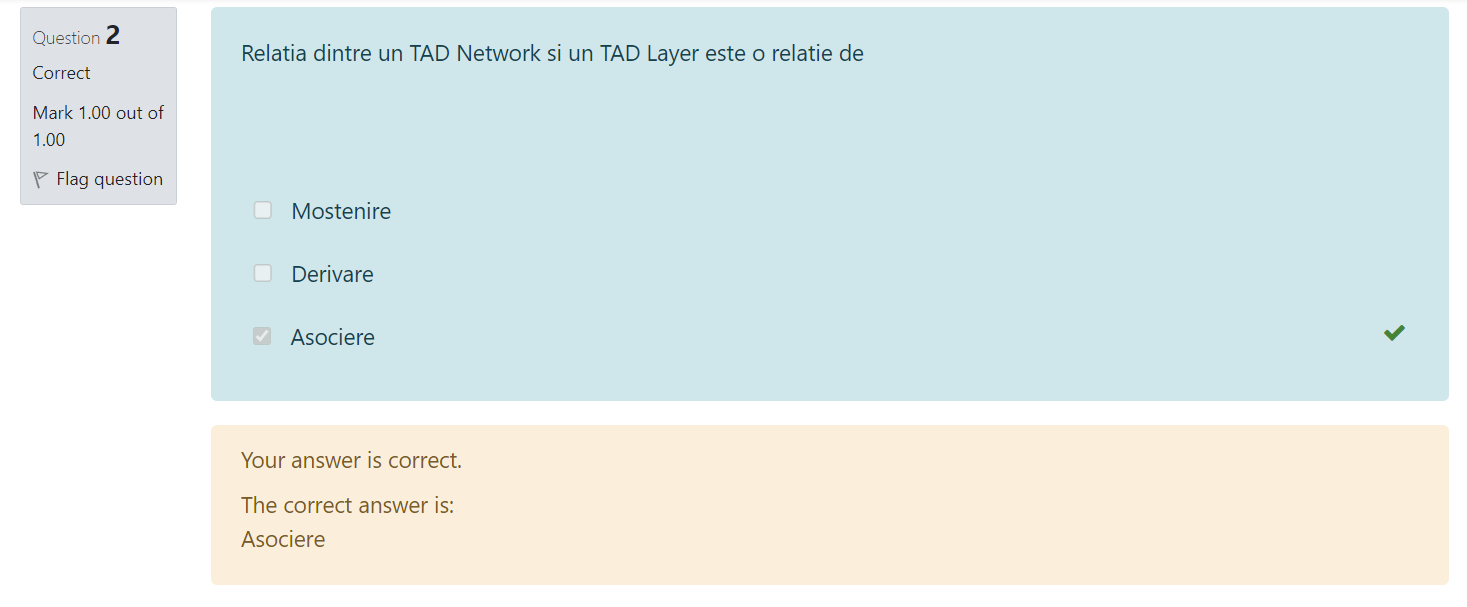 Question 2
Correct
Mark 1.00 out of
1.00
Flag question
Relatia dintre un TAD Network si un TAD Layer este o relatie de
Mostenire
Derivare
Asociere
Your answer is correct.
The correct answer is:
Asociere